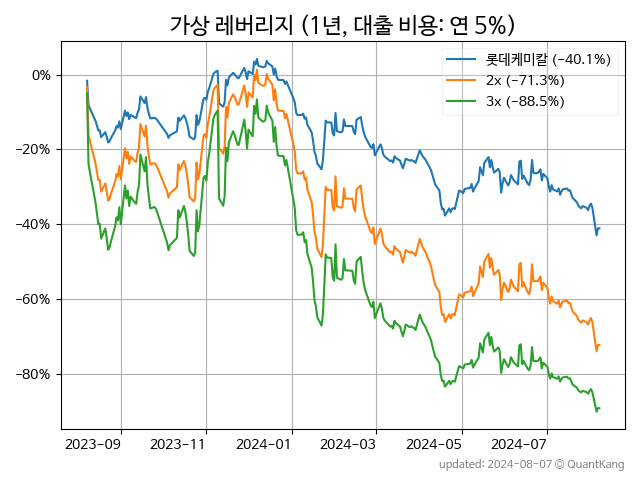 가상 레버리지 (1년, 대출 비용: 연 5%)
롯데케미칼 (−40.1%)
2x (−71.3%)
3x (−88.5%)
0%
−20%
−40%
−60%
−80%
2023-09 2023-11 2024-01 2024-03 2024-05 2024-07
updated: 2024-08-07 © QuantKang